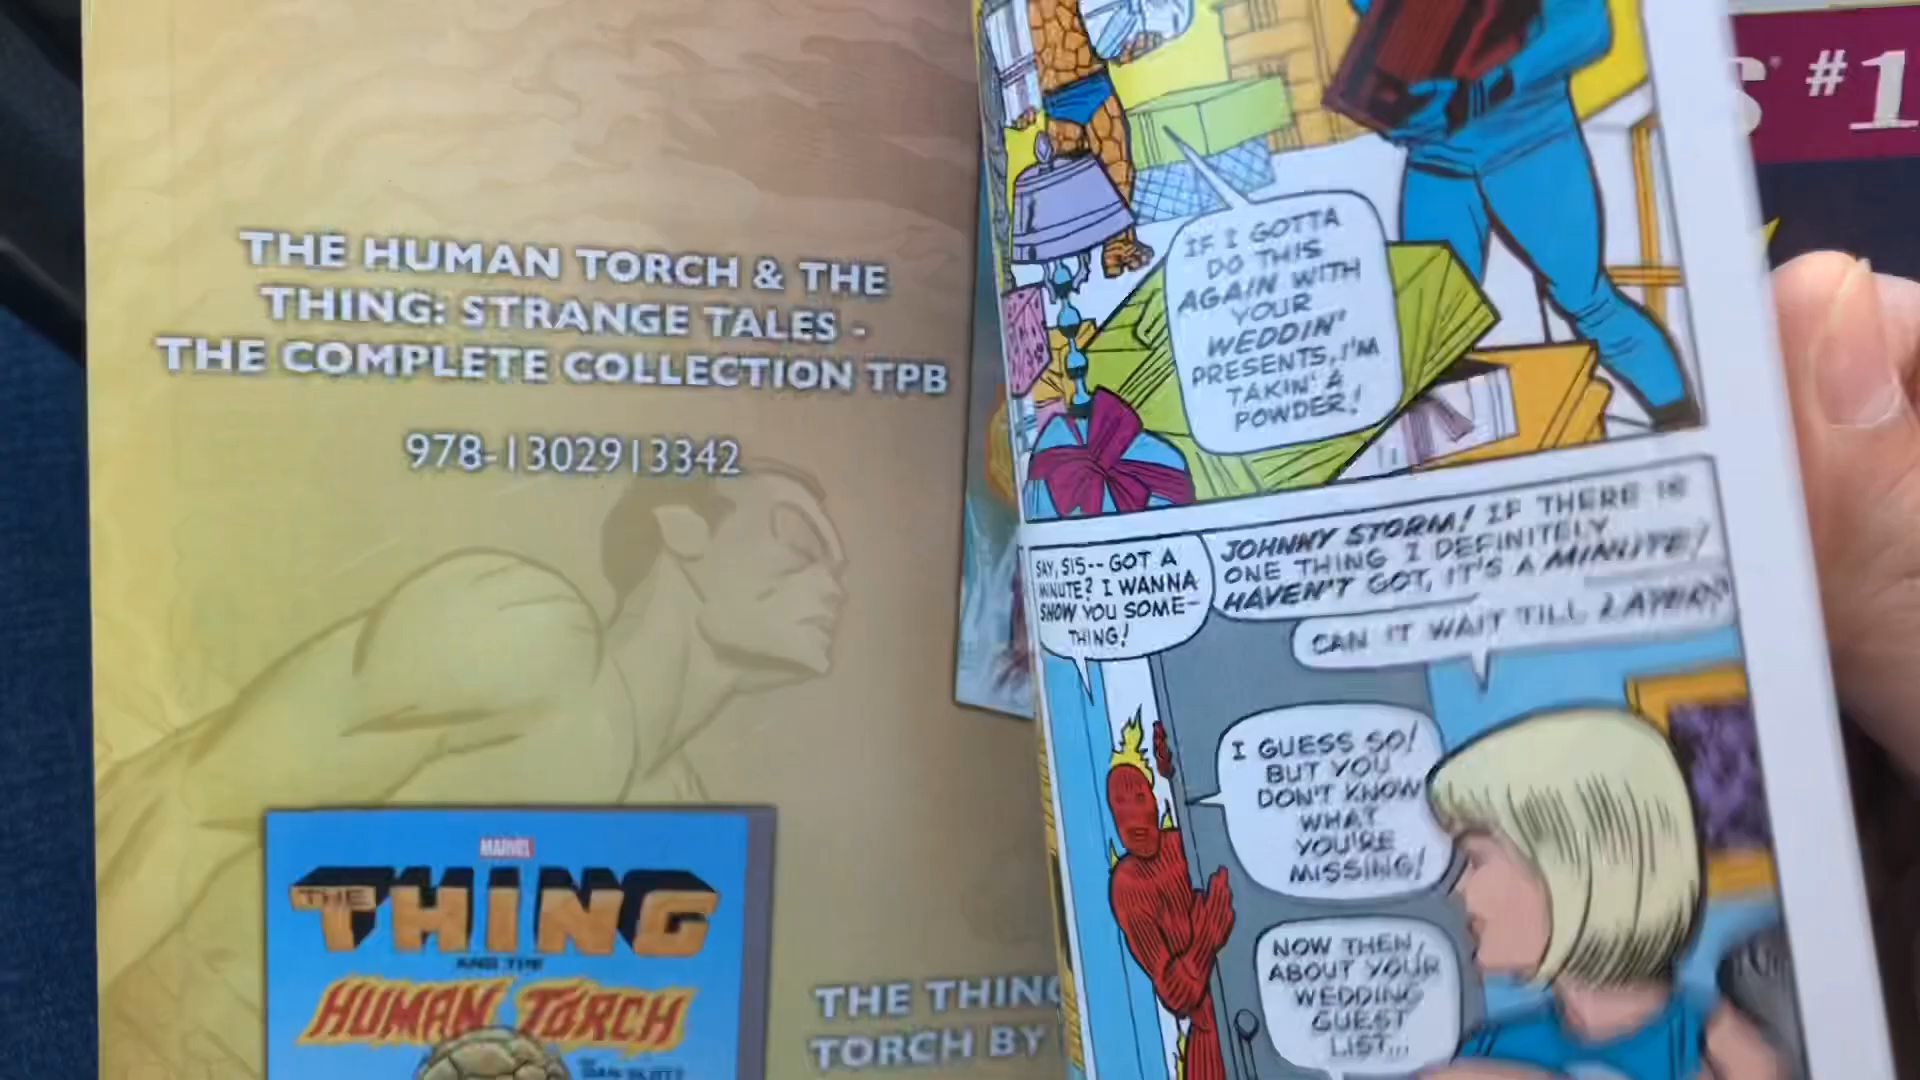 THE HUMAN TORCH & THE
THING: STRANGE TALES -
THE COMPLETE COLLECTION TPB
978-1302913342
MARVEL
THE THING
AND THE
HUMAN TORCH
DAN SLOTT
THE THING
TORCH BY
#1
IF I GOTTA
DO THIS
AGAIN WITH
YOUR
WEDDIN'
PRESENTS, I'M
TAKIN' A
POWDER!
SAY, SIS-- GOT A
MINUTE? I WANNA
SHOW YOU SOME-
THING!
JOHNNY STORM! IF THERE IS
ONE THING I DEFINITELY
HAVEN'T GOT, IT'S A MINUTE!
CAN IT WAIT TILL LATER?
I GUESS SO!
BUT YOU
DON'T KNOW
WHAT
YOU'RE
MISSING!
NOW THEN,
ABOUT YOUR
WEDDING
GUEST
LIST...